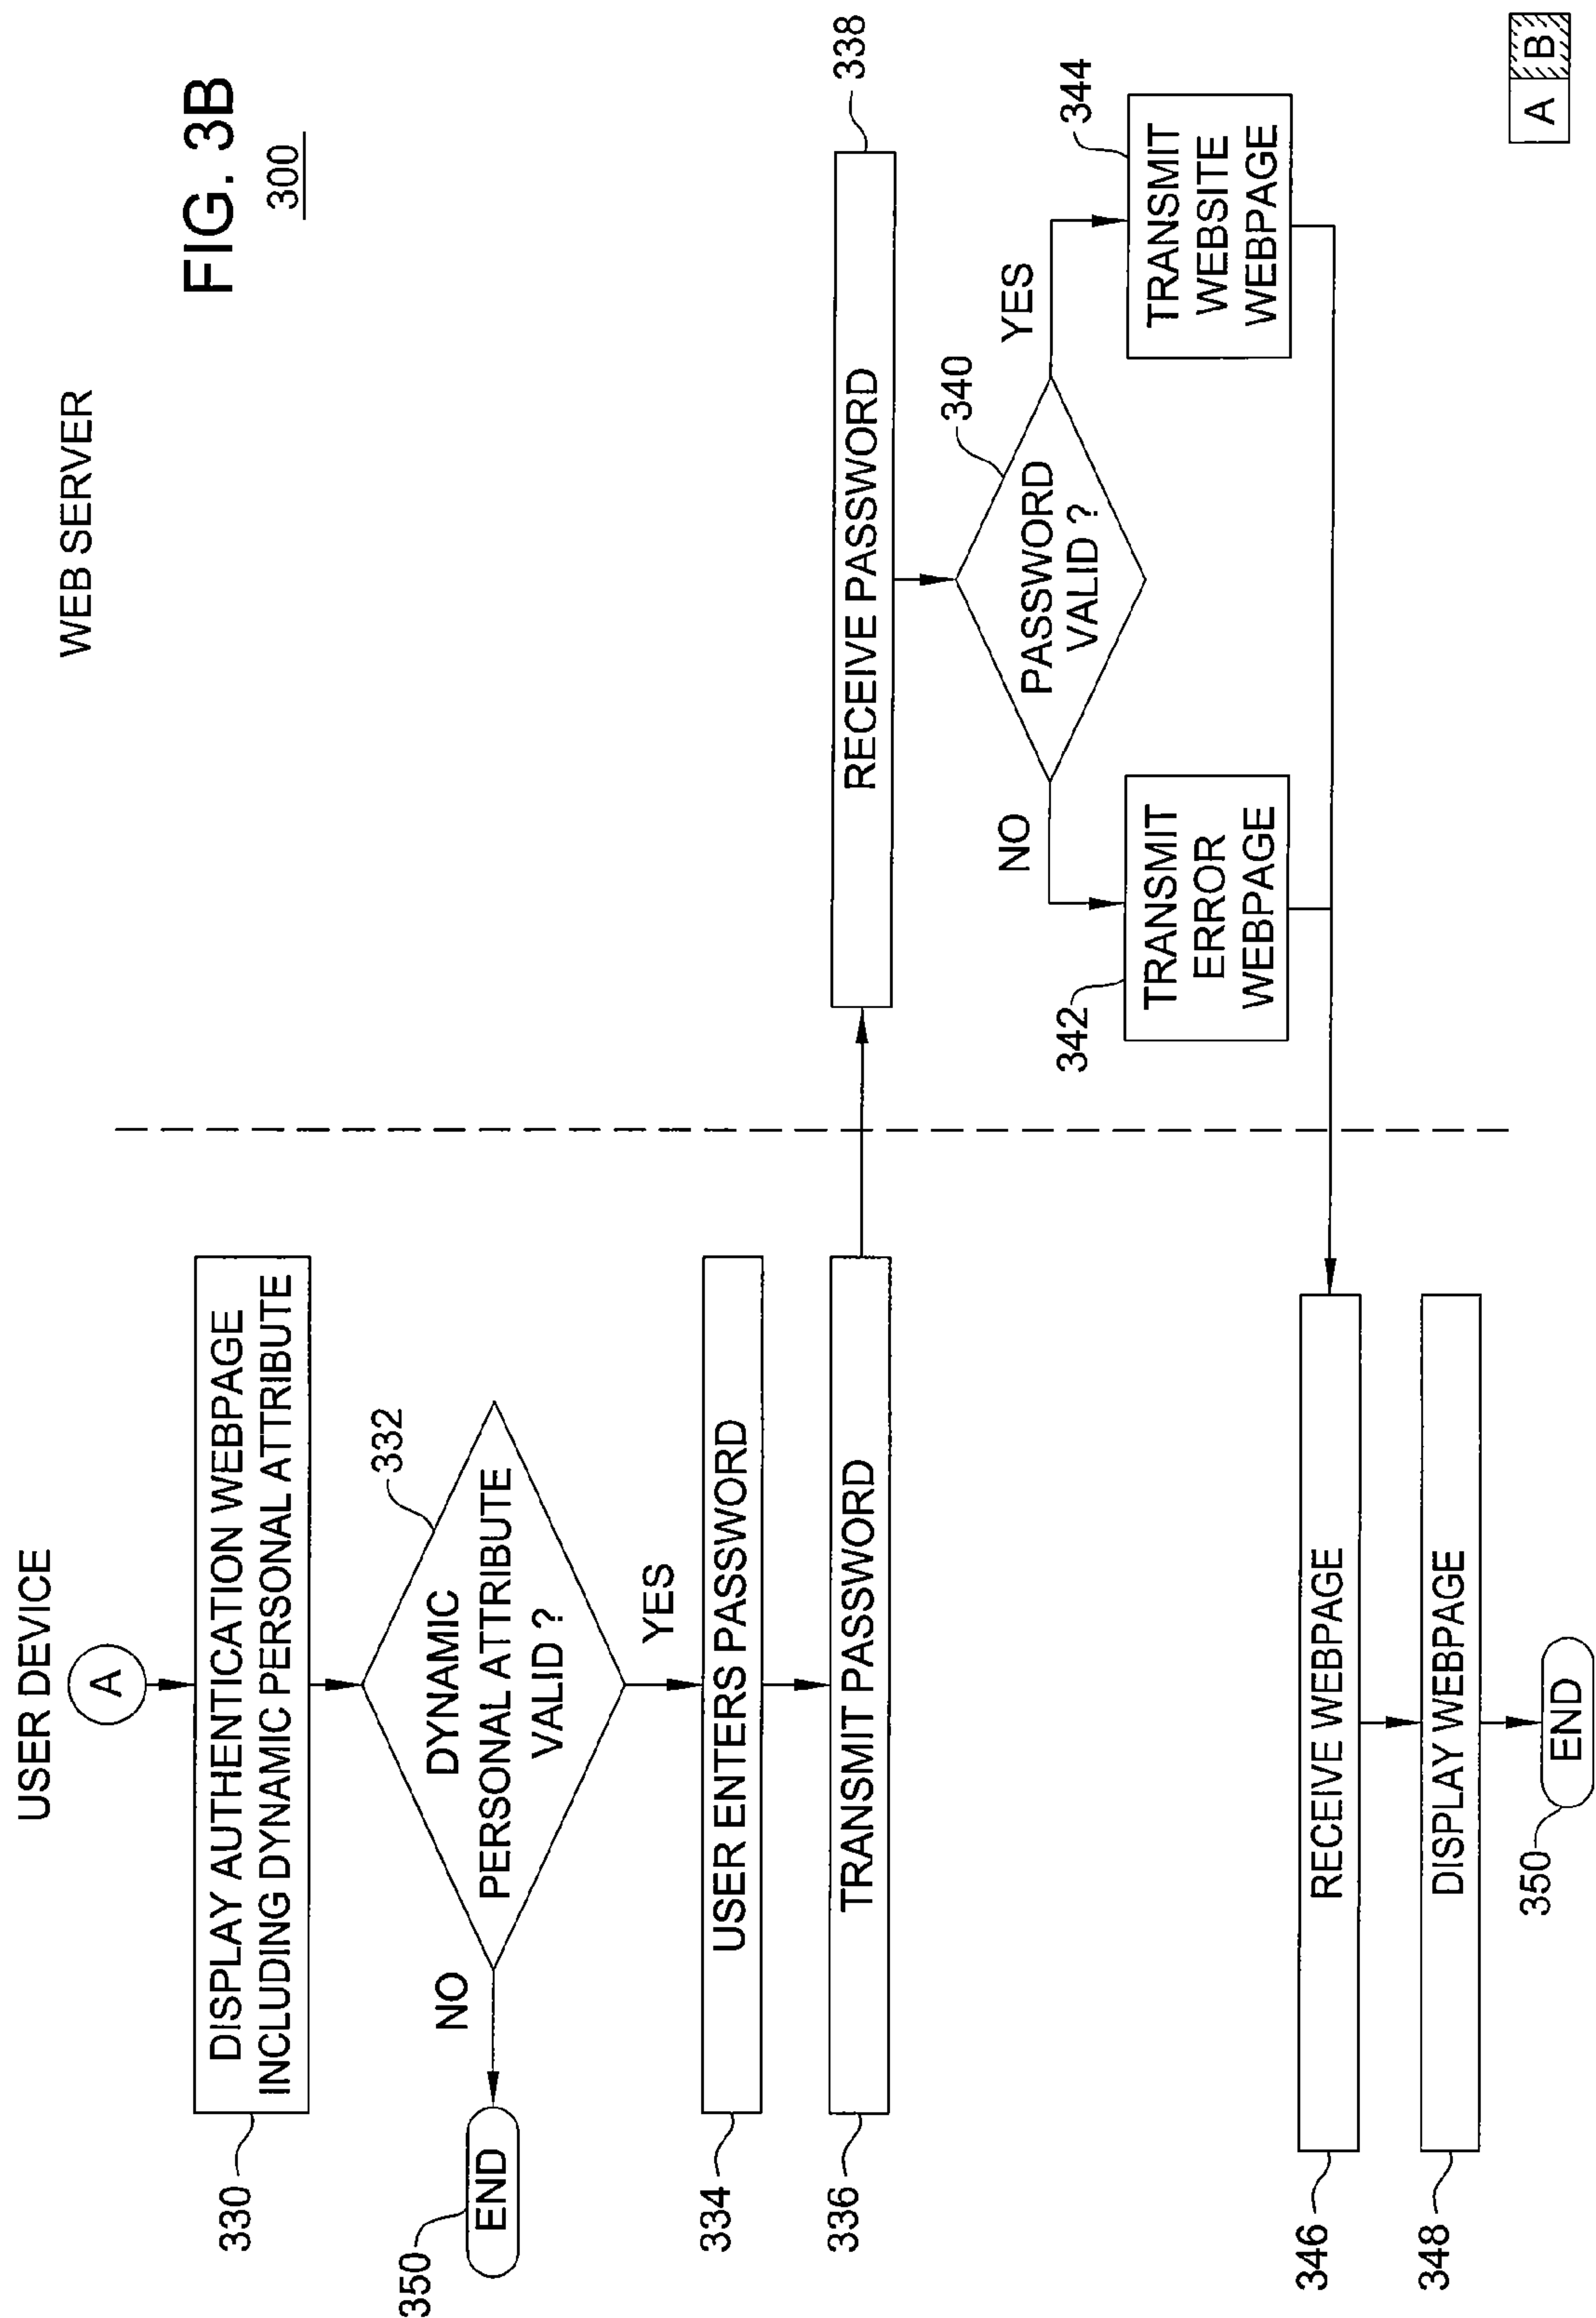 FIG. 3B
300
USER DEVICE
WEB SERVER
A
330
DISPLAY AUTHENTICATION WEBPAGE
INCLUDING DYNAMIC PERSONAL ATTRIBUTE
332
DYNAMIC
PERSONAL ATTRIBUTE
VALID ?
NO
350
END
YES
334
USER ENTERS PASSWORD
336
TRANSMIT PASSWORD
338
RECEIVE PASSWORD
340
PASSWORD
VALID ?
NO
YES
342
TRANSMIT
ERROR
WEBPAGE
344
TRANSMIT
WEBSITE
WEBPAGE
346
RECEIVE WEBPAGE
348
DISPLAY WEBPAGE
350
END
A B